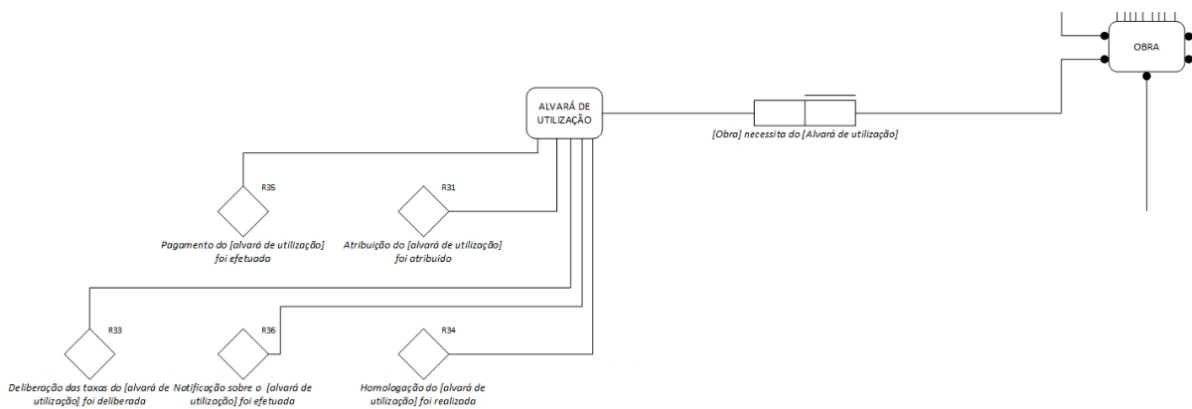 OBRA
ALVARÁ DE
UTILIZAÇÃO
[Obra] necessita do [Alvará de utilização]
R35
Pagamento do [alvará de utilização]
foi efetuada
R31
Atribuição do [alvará de utilização]
foi atribuido
R33
Deliberação das taxas do [alvará de
utilização] foi deliberada
R36
Notificação sobre o [alvará de
utilização] foi efetuada
R34
Homologação do [alvará de
utilização] foi realizada